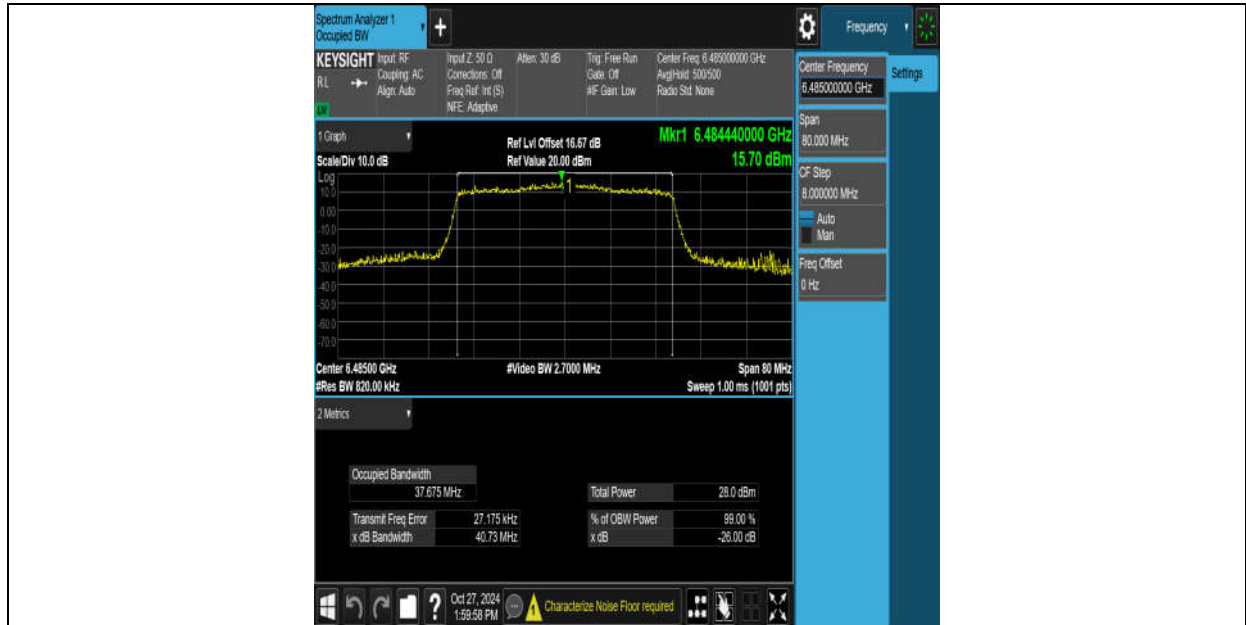 Spectrum Analyzer 1
Occupied BW
+
Frequency
KEYSIGHT
R L
Input: RF
Coupling: AC
Align: Auto
Input Z: 50 Ω
Corrections: Off
Freq Ref: Int (S)
NFE: Adaptive
Atten: 30 dB
Trig: Free Run
Gate: Off
#IF Gain: Low
Center Freq: 6.485000000 GHz
Avg|Hold: 500/500
Radio Std: None
Center Frequency
6.485000000 GHz
Settings
Span
80.000 MHz
CF Step
8.000000 MHz
Auto
Man
Freq Offset
0 Hz
1 Graph
Scale/Div 10.0 dB
Ref Lvl Offset 16.67 dB
Ref Value 20.00 dBm
Mkr1 6.484440000 GHz
15.70 dBm
Log
10.0
0.00
-10.0
-20.0
-30.0
-40.0
-50.0
-60.0
-70.0
1
Center 6.48500 GHz
#Res BW 820.00 kHz
#Video BW 2.7000 MHz
Span 80 MHz
Sweep 1.00 ms (1001 pts)
2 Metrics
Occupied Bandwidth
37.675 MHz
Total Power 28.0 dBm
Transmit Freq Error 27.175 kHz
% of OBW Power 99.00 %
x dB Bandwidth 40.73 MHz
x dB -26.00 dB
?
Oct 27, 2024
1:59:58 PM
Characterize Noise Floor required